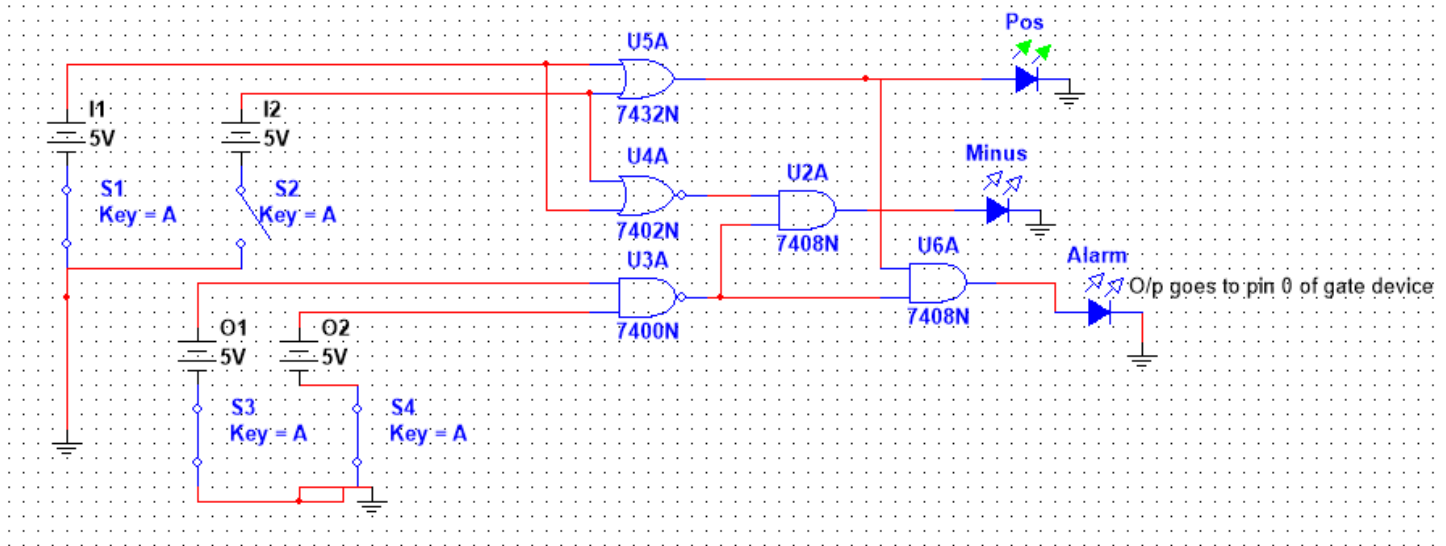 Pos
U5A
I1
5V
I2
5V
7432N
U4A
Minus
U2A
S1
Key = A
S2
Key = A
7402N
7408N
U3A
U6A
Alarm
O/p goes to pin 0 of gate device
7400N
7408N
O1
5V
O2
5V
S3
Key = A
S4
Key = A